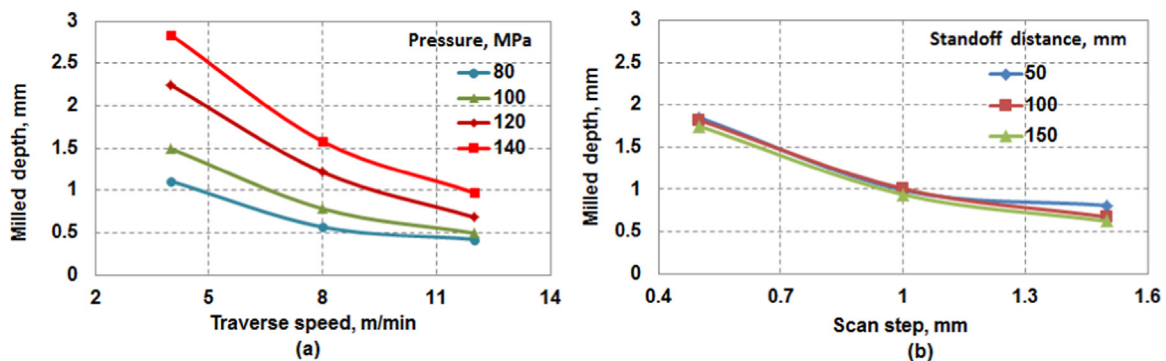 Milled depth, mm
3
2.5
2
1.5
1
0.5
0
Pressure, MPa
80
100
120
140
2 5 8 11 14
Traverse speed, m/min
(a)
Milled depth, mm
3
2.5
2
1.5
1
0.5
0
Standoff distance, mm
50
100
150
0.4 0.7 1 1.3 1.6
Scan step, mm
(b)